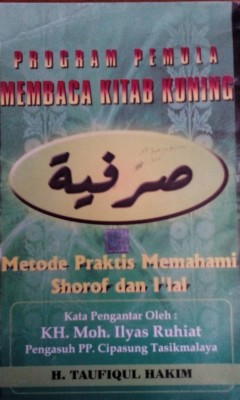 PROGRAM PEMULA
MEMBACA KITAB KUNING
صرفية
Metode Praktis Memahami
Shorof dan I'lal
Kata Pengantar Oleh :
KH. Moh. Ilyas Ruhiat
Pengasuh PP. Cipasung Tasikmalaya
H. TAUFIQUL HAKIM